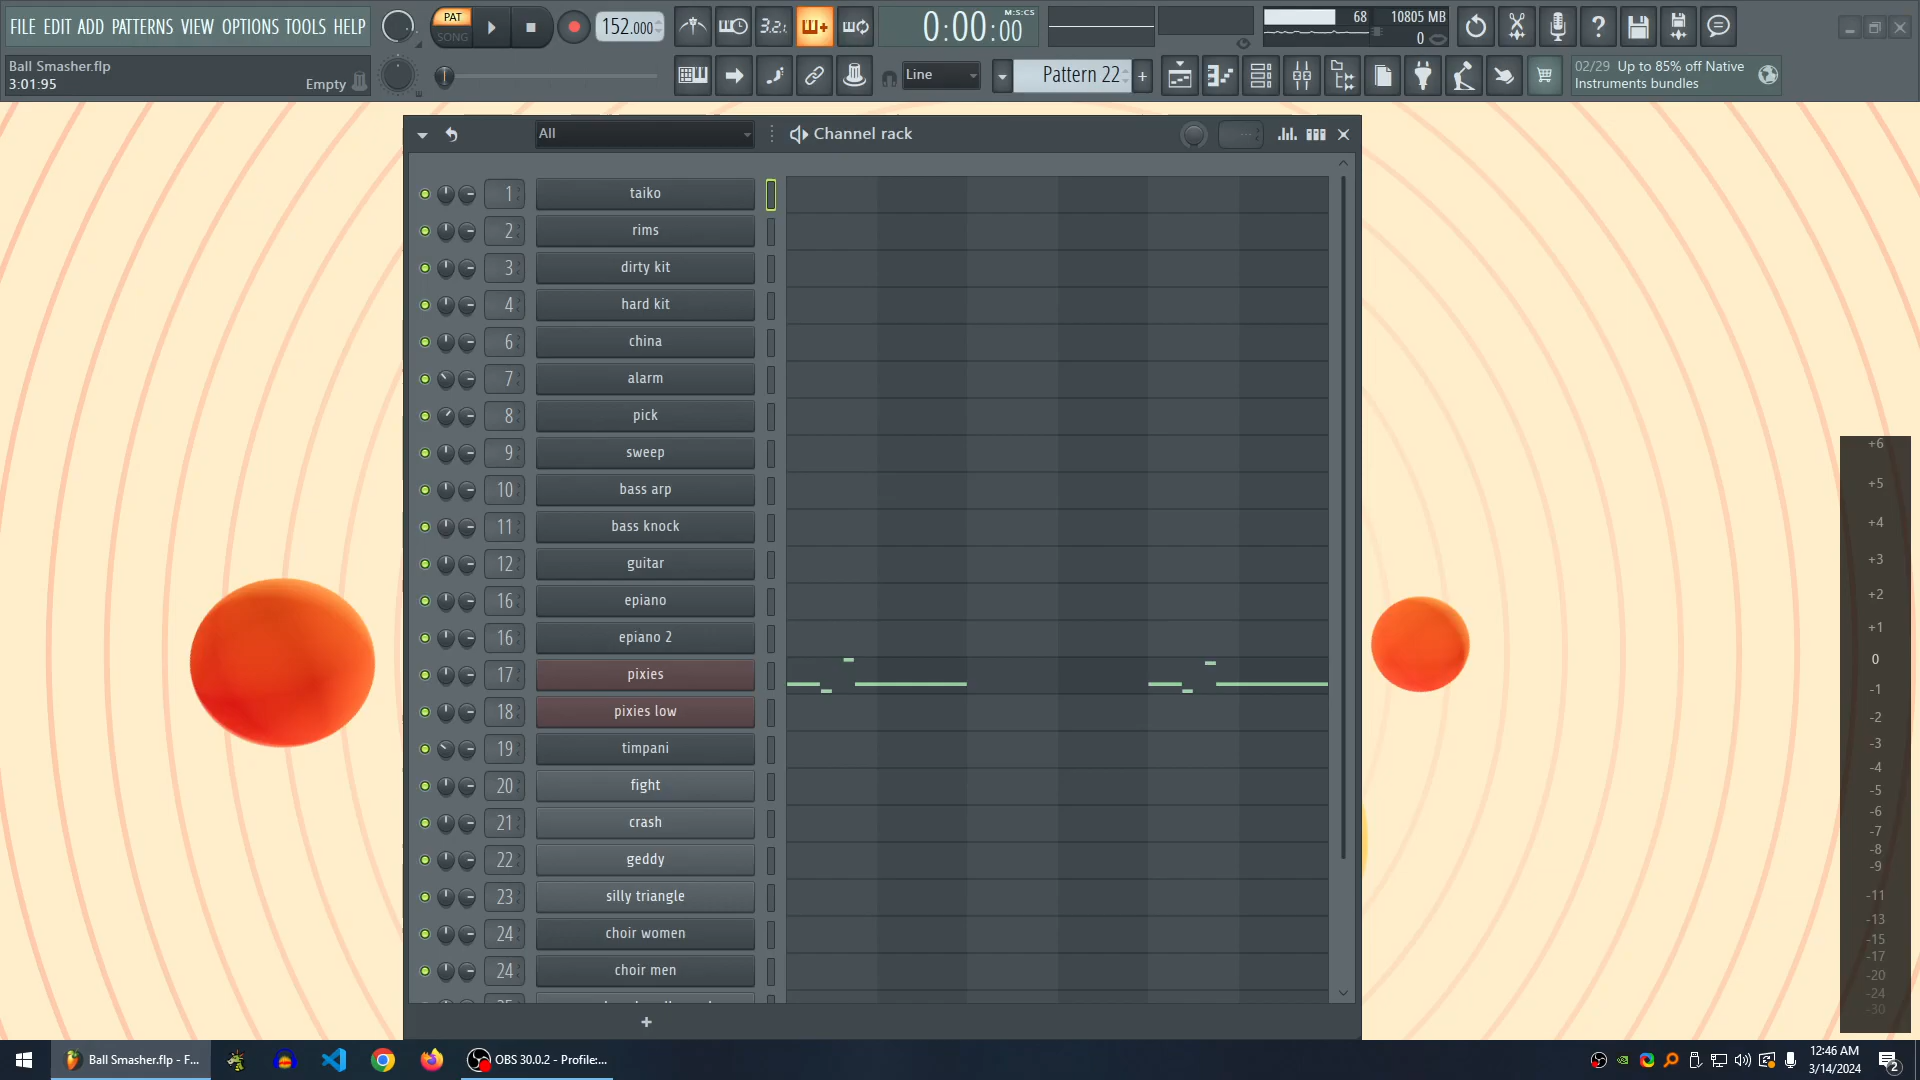 FILE EDIT ADD PATTERNS VIEW OPTIONS TOOLS HELP
PAT
SONG
152.000
3.2.
0:00:00
M:S:CS
68
10805 MB
0
Ball Smasher.flp
3:01:95
Empty
Line
Pattern 22
02/29 Up to 85% off Native
Instruments bundles
All
Channel rack
1 taiko
2 rims
3 dirty kit
4 hard kit
6 china
7 alarm
8 pick
9 sweep
10 bass arp
11 bass knock
12 guitar
16 epiano
16 epiano 2
17 pixies
18 pixies low
19 timpani
20 fight
21 crash
22 geddy
23 silly triangle
24 choir women
24 choir men
+6
+5
+4
+3
+2
+1
0
-1
-2
-3
-4
-5
-6
-7
-8
-9
-11
-13
-15
-17
-20
-24
-30
Ball Smasher.flp - F...
OBS 30.0.2 - Profile:...
12:46 AM
3/14/2024
2